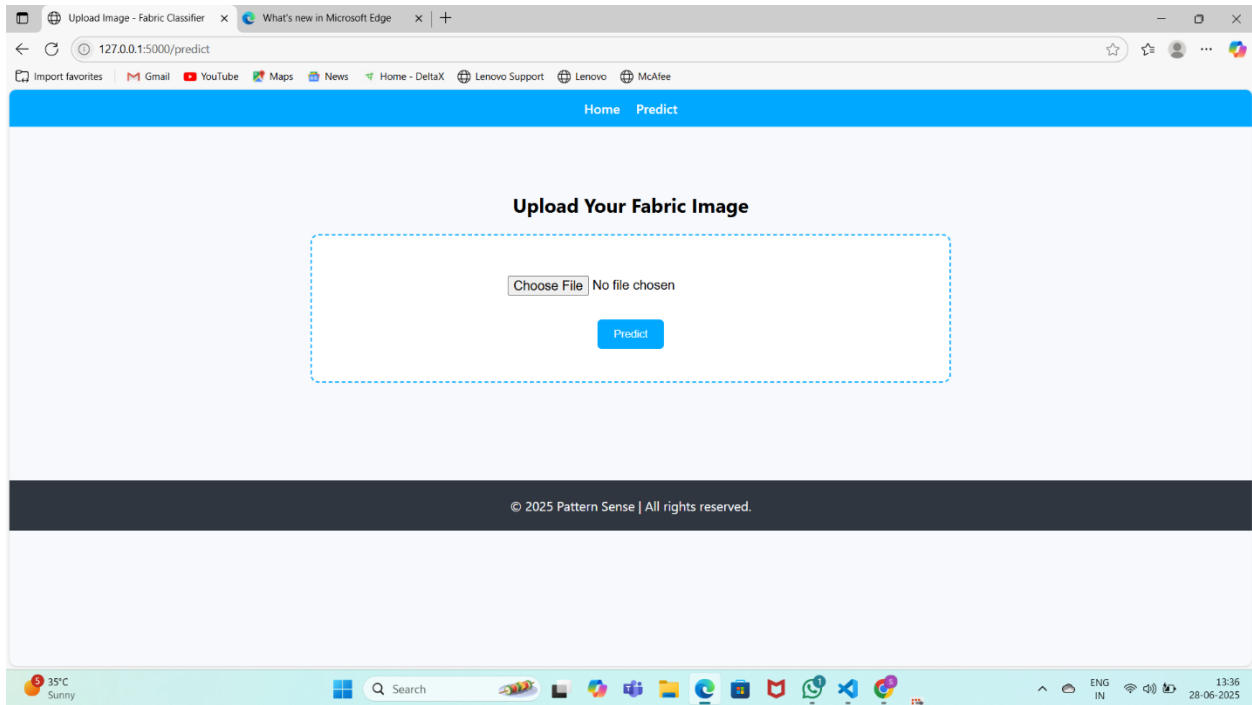 Upload Image - Fabric Classifier
What's new in Microsoft Edge
127.0.0.1:5000/predict
Import favorites
Gmail
YouTube
Maps
News
Home - DeltaX
Lenovo Support
Lenovo
McAfee
Home Predict
Upload Your Fabric Image
Choose File No file chosen
Predict
© 2025 Pattern Sense | All rights reserved.
5
35°C
Sunny
Search
1
ENG
IN
13:36
28-06-2025